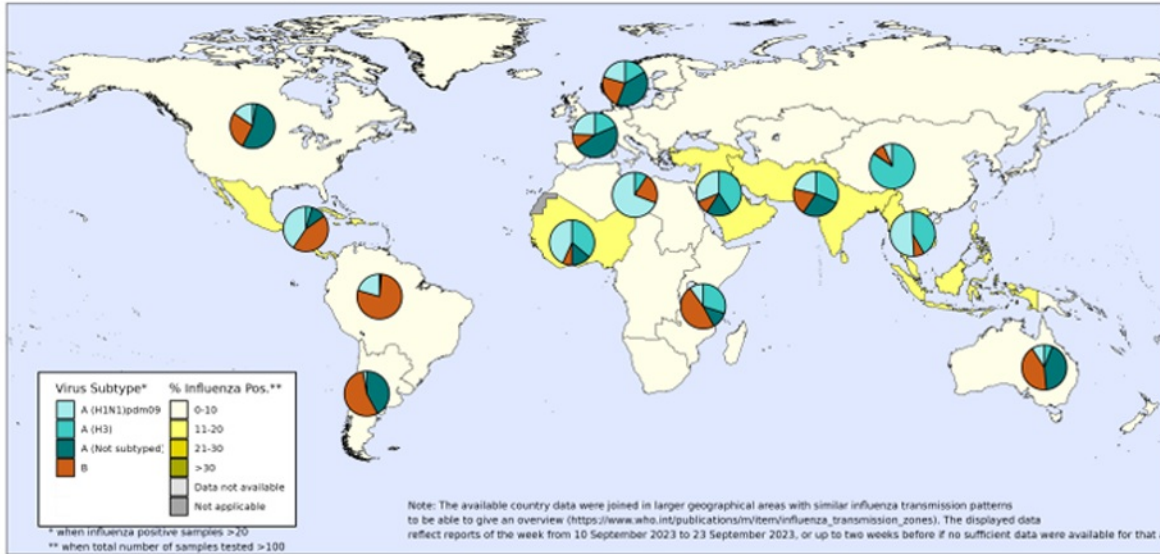 Virus Subtype*
A (H1N1)pdm09
A (H3)
A (Not subtyped)
B
% Influenza Pos.**
0-10
11-20
21-30
>30
Data not available
Not applicable
* when influenza positive samples >20
** when total number of samples tested >100
Note: The available country data were joined in larger geographical areas with similar influenza transmission patterns
to be able to give an overview (https://www.who.int/publications/m/item/influenza_transmission_zones). The displayed data
reflect reports of the week from 10 September 2023 to 23 September 2023, or up to two weeks before if no sufficient data were available for that